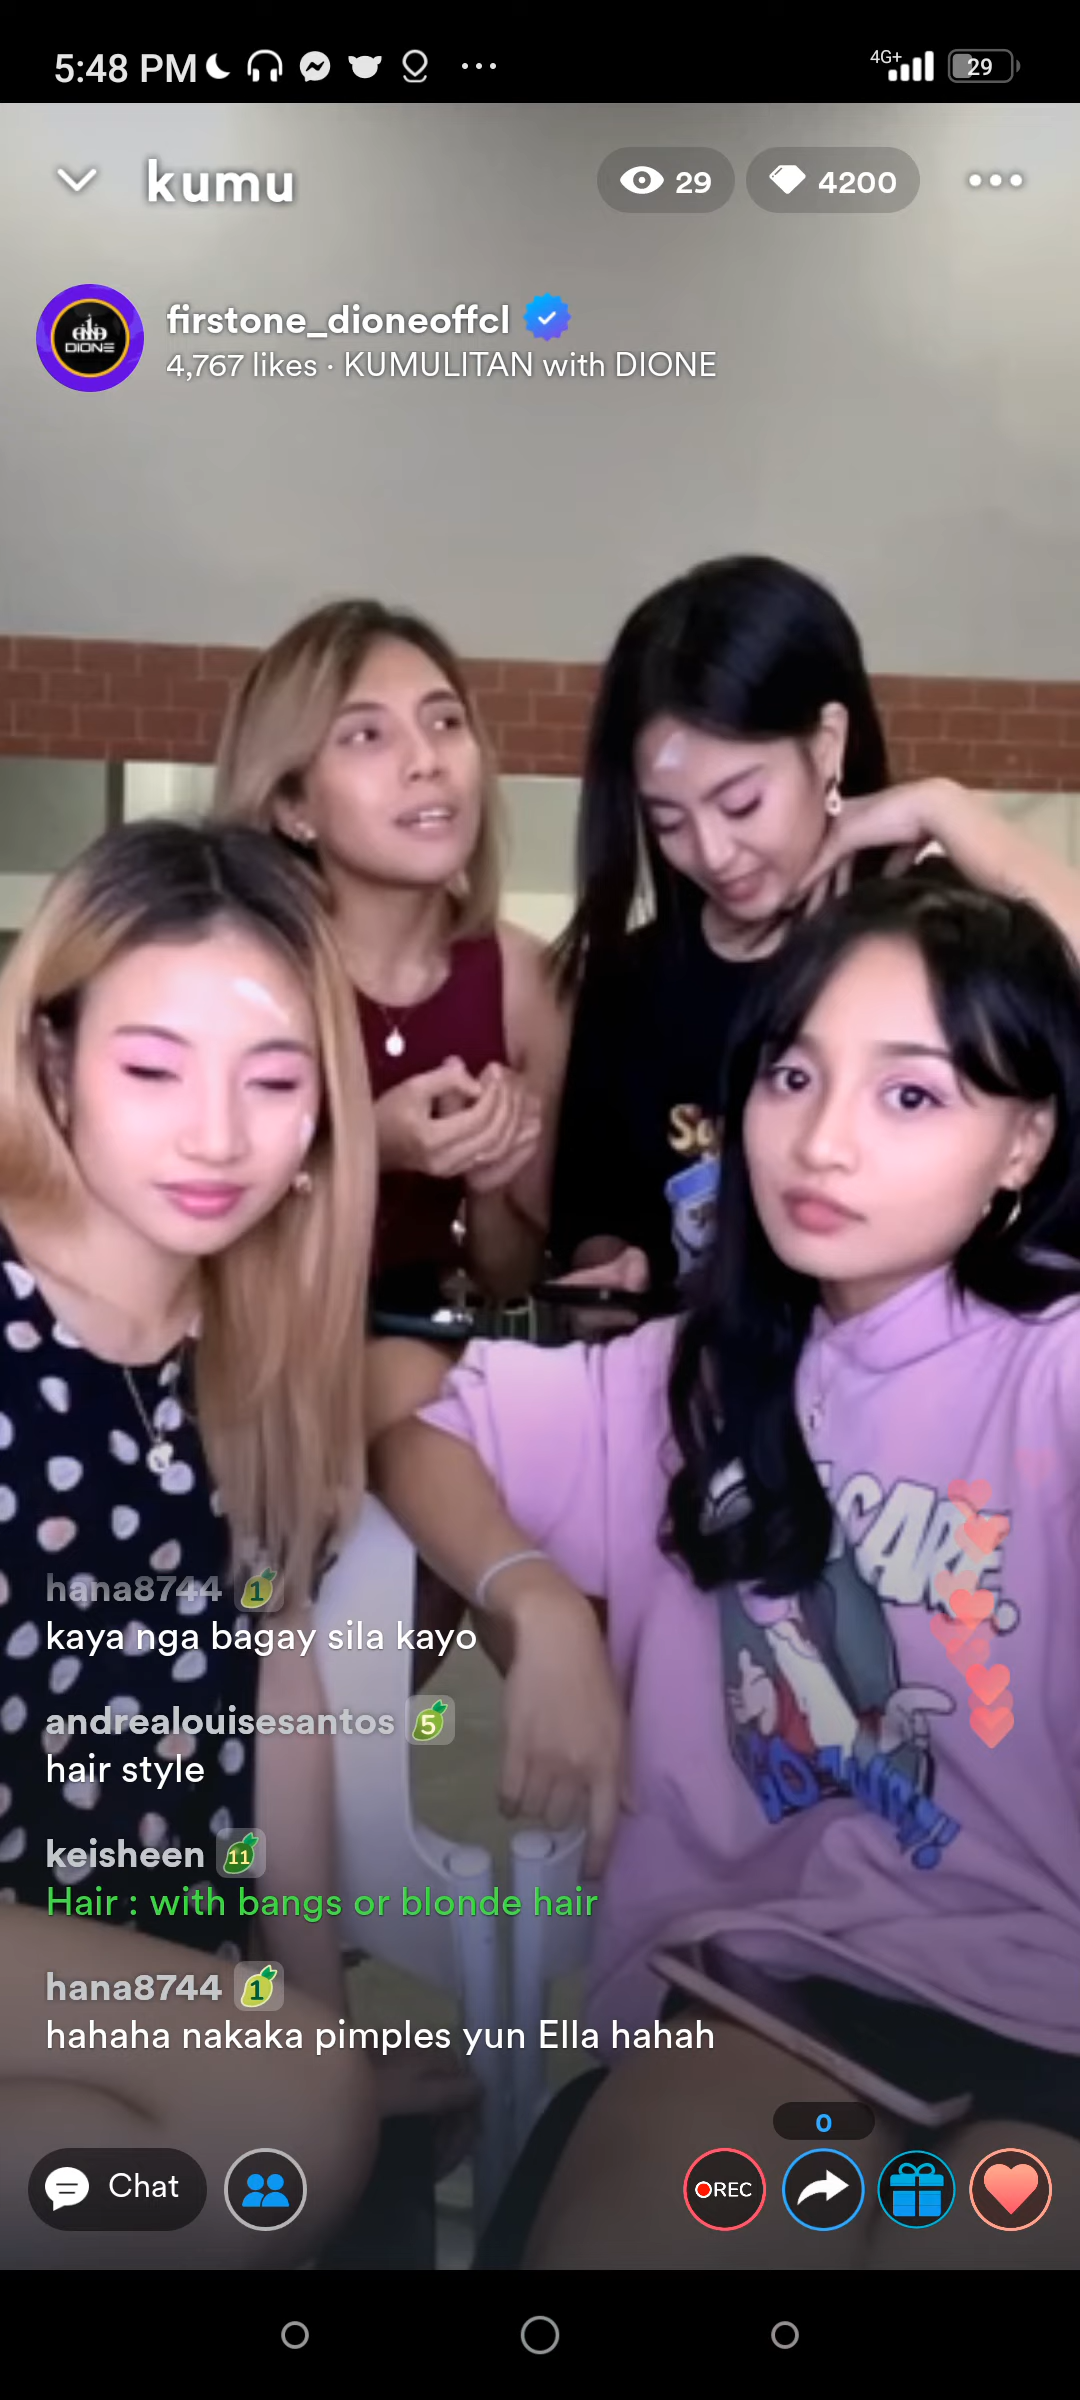 5:48 PM
4G+
29
kumu
29
4200
firstone_dioneoffcl
DIONE
4,767 likes · KUMULITAN with DIONE
CARE.
hana8744 1
kaya nga bagay sila kayo
andrealouisesantos 5
hair style
keisheen 11
Hair : with bangs or blonde hair
hana8744 1
hahaha nakaka pimples yun Ella hahah
0
Chat
REC